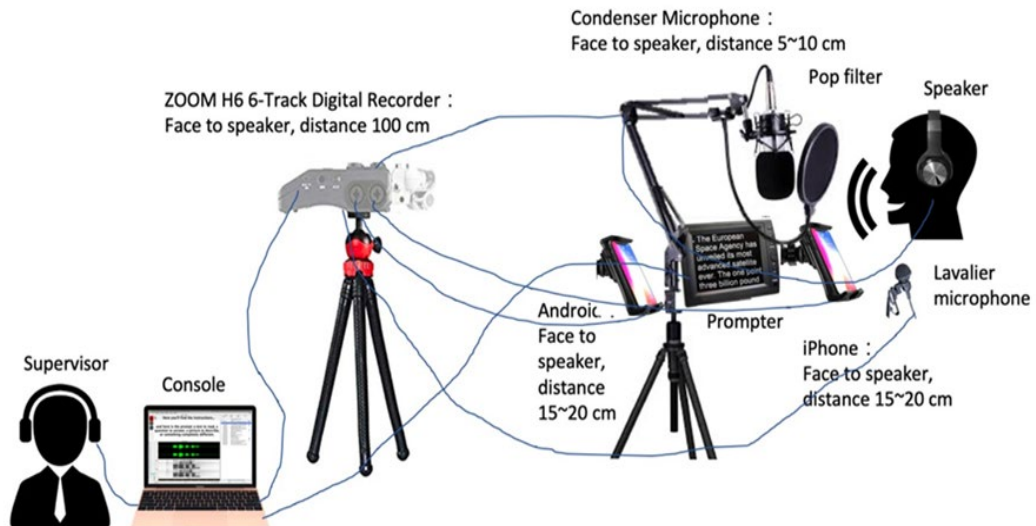 Condenser Microphone：
Face to speaker, distance 5~10 cm
Pop filter
Speaker
ZOOM H6 6-Track Digital Recorder：
Face to speaker, distance 100 cm
The European
Space Agency has
unveiled its most
advanced satellite
ever. The one point
three billion pound
Lavalier
microphone
Android：
Face to
speaker,
distance
15~20 cm
Prompter
iPhone：
Face to speaker,
distance 15~20 cm
Supervisor
Console